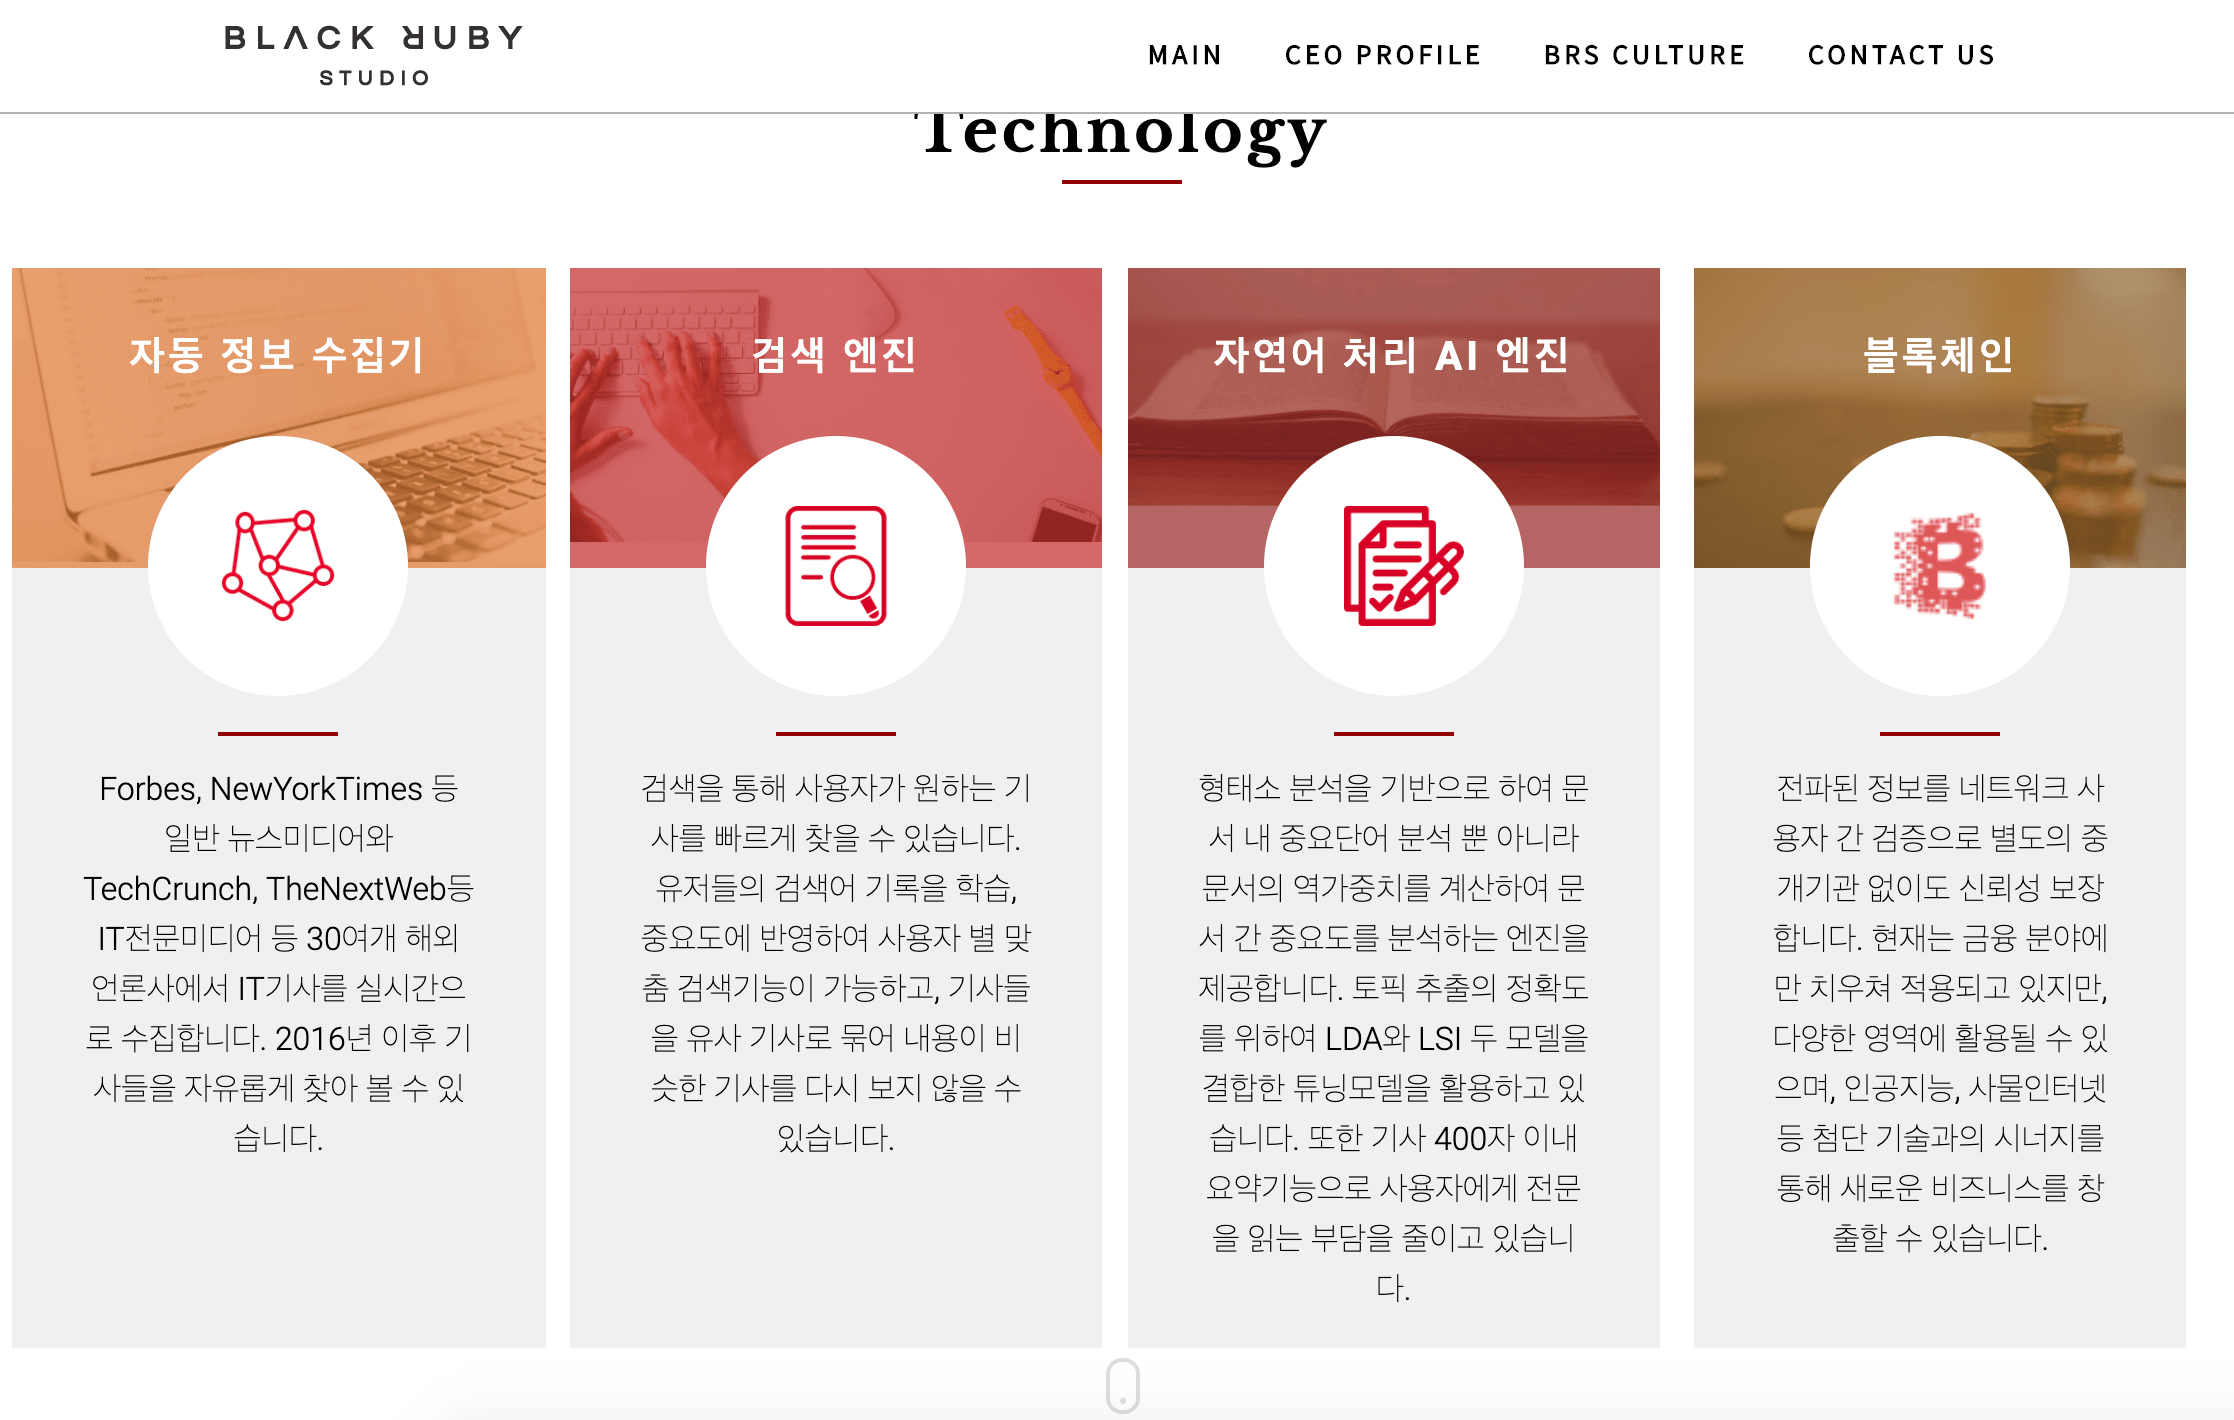 BLACK RUBY
STUDIO
MAIN
CEO PROFILE
BRS CULTURE
CONTACT US
Technology
자동 정보 수집기
Forbes, NewYorkTimes 등
일반 뉴스미디어와
TechCrunch, TheNextWeb등
IT전문미디어 등 30여개 해외
언론사에서 IT기사를 실시간으
로 수집합니다. 2016년 이후 기
사들을 자유롭게 찾아 볼 수 있
습니다.
검색 엔진
검색을 통해 사용자가 원하는 기
사를 빠르게 찾을 수 있습니다.
유저들의 검색어 기록을 학습,
중요도에 반영하여 사용자 별 맞
춤 검색기능이 가능하고, 기사들
을 유사 기사로 묶어 내용이 비
슷한 기사를 다시 보지 않을 수
있습니다.
자연어 처리 AI 엔진
형태소 분석을 기반으로 하여 문
서 내 중요단어 분석 뿐 아니라
문서의 역가중치를 계산하여 문
서 간 중요도를 분석하는 엔진을
제공합니다. 토픽 추출의 정확도
를 위하여 LDA와 LSI 두 모델을
결합한 튜닝모델을 활용하고 있
습니다. 또한 기사 400자 이내
요약기능으로 사용자에게 전문
을 읽는 부담을 줄이고 있습니
다.
블록체인
전파된 정보를 네트워크 사
용자 간 검증으로 별도의 중
개기관 없이도 신뢰성 보장
합니다. 현재는 금융 분야에
만 치우쳐 적용되고 있지만,
다양한 영역에 활용될 수 있
으며, 인공지능, 사물인터넷
등 첨단 기술과의 시너지를
통해 새로운 비즈니스를 창
출할 수 있습니다.